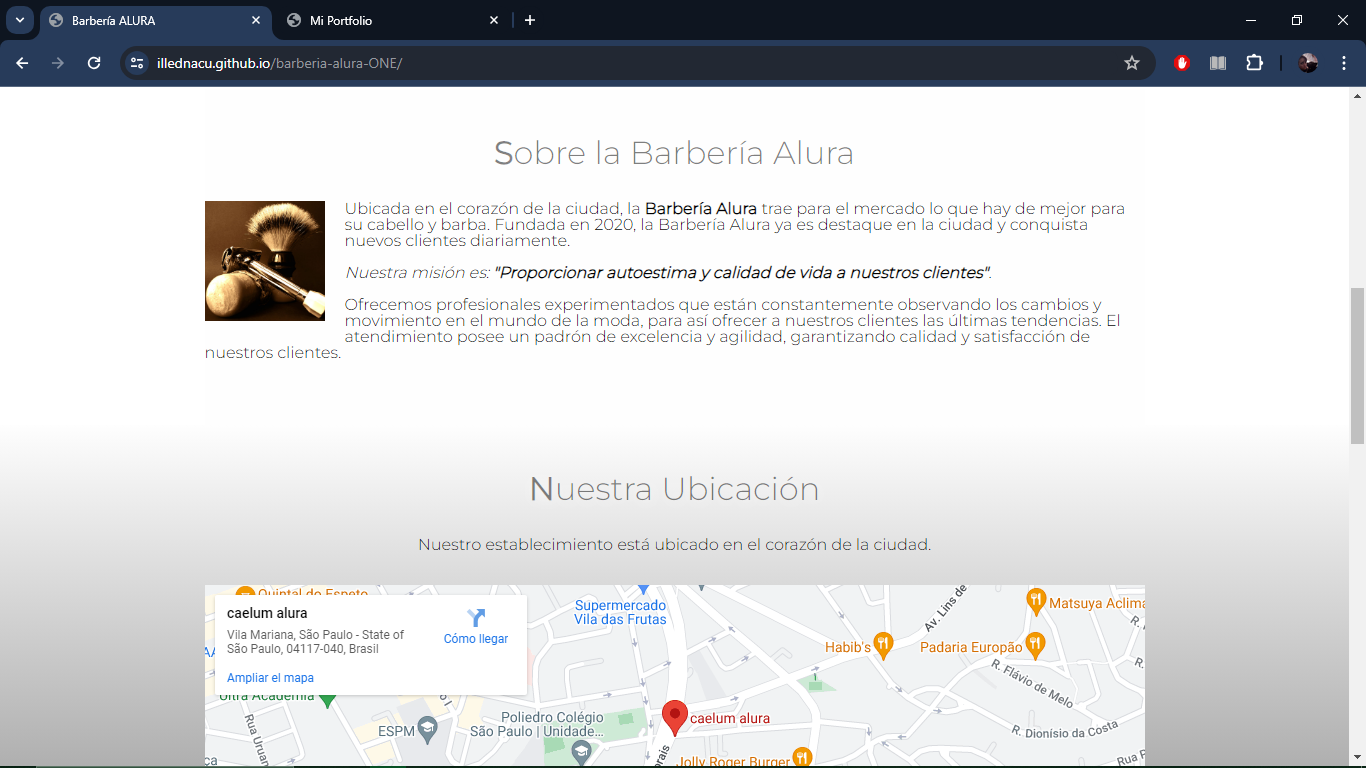 Barbería ALURA
Mi Portfolio
illednacu.github.io/barberia-alura-ONE/
Sobre la Barbería Alura
Ubicada en el corazón de la ciudad, la Barbería Alura trae para el mercado lo que hay de mejor para
su cabello y barba. Fundada en 2020, la Barbería Alura ya es destaque en la ciudad y conquista
nuevos clientes diariamente.
Nuestra misión es: "Proporcionar autoestima y calidad de vida a nuestros clientes".
Ofrecemos profesionales experimentados que están constantemente observando los cambios y
movimiento en el mundo de la moda, para así ofrecer a nuestros clientes las últimas tendencias. El
atendimiento posee un padrón de excelencia y agilidad, garantizando calidad y satisfacción de
nuestros clientes.
Nuestra Ubicación
Nuestro establecimiento está ubicado en el corazón de la ciudad.
Quintal do Espeto
caelum alura
Vila Mariana, São Paulo - State of
São Paulo, 04117-040, Brasil
Cómo llegar
Ampliar el mapa
Supermercado
Vila das Frutas
Av. Lins de
Matsuya Aclima
Habib's
Padaria Europão
R. Flávio de Melo
Ultra Academia
caelum alura
Poliedro Colégio
São Paulo | Unidade...
ESPM
Rua Uruan
R. Dionísio da Costa
orais
Jolly Roger Burger
Rua P
ça